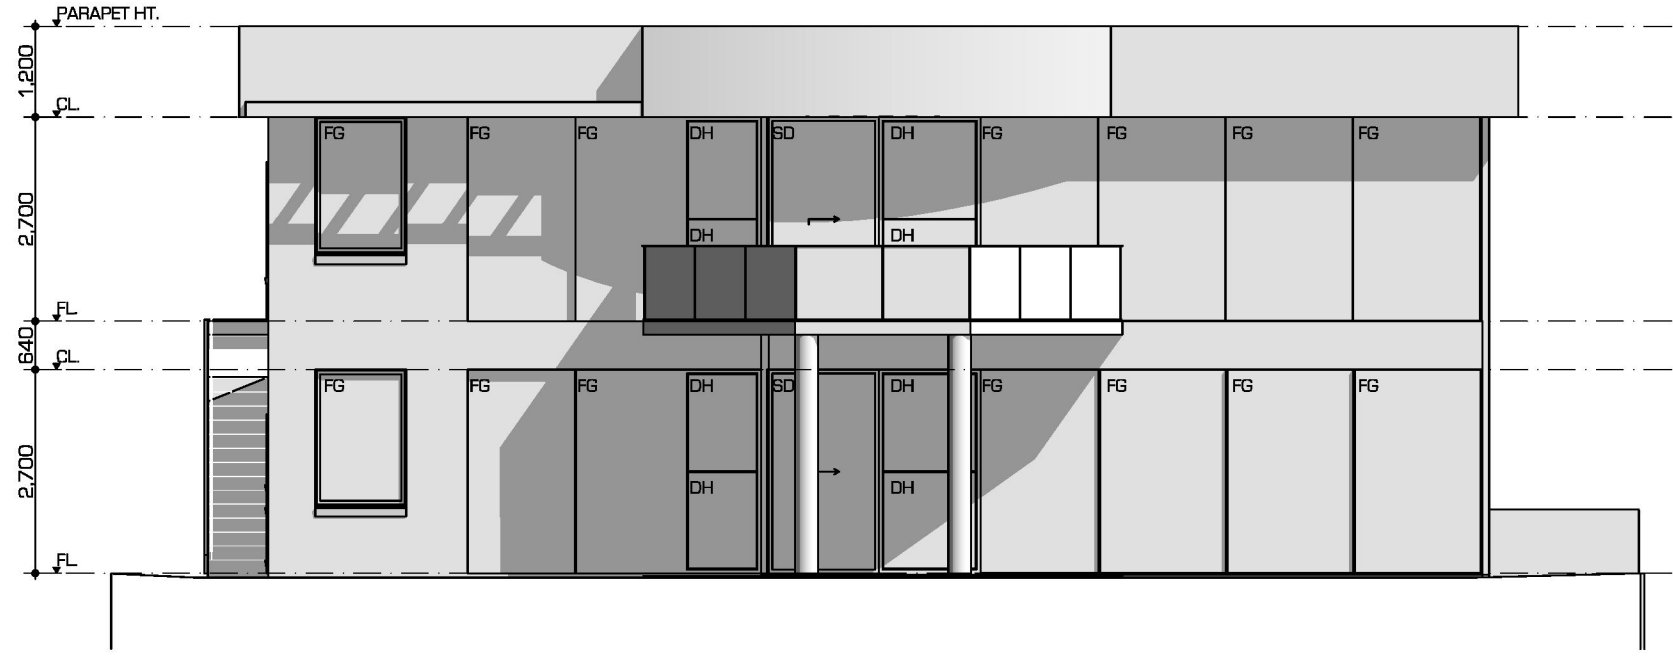 PARAPET HT.
1,200
CL.
FG FG FG DH SD DH FG FG FG FG
2,700
DH DH
FL
640
CL.
FG FG FG DH SD DH FG FG FG FG
2,700
DH DH
FL